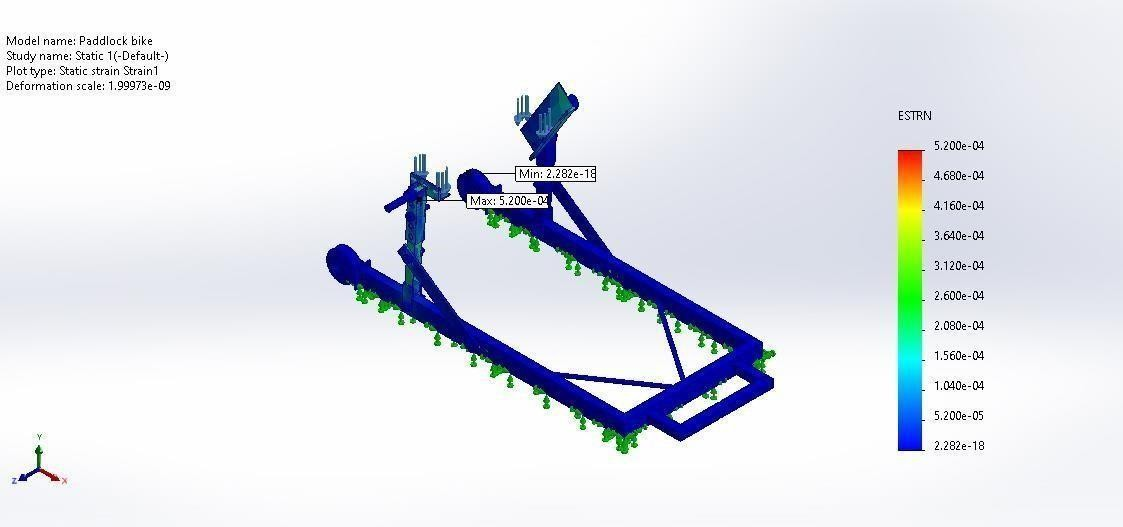 Model name: Paddlock bike
Study name: Static 1(-Default-)
Plot type: Static strain Strain1
Deformation scale: 1.99973e-09
ESTRN
5.200e-04
4.680e-04
4.160e-04
3.640e-04
3.120e-04
2.600e-04
2.080e-04
1.560e-04
1.040e-04
5.200e-05
2.282e-18
Min: 2.282e-18
Max: 5.200e-04
Y
Z
X